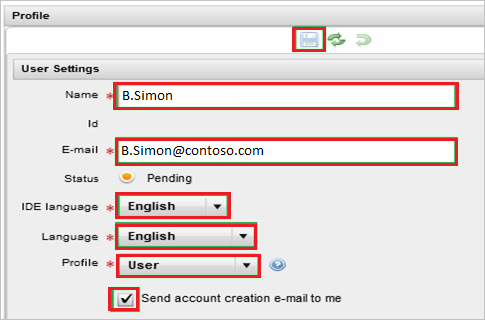 Profile
User Settings
Name * B.Simon
Id
E-mail * B.Simon@contoso.com
Status Pending
IDE language * English
Language * English
Profile * User
Send account creation e-mail to me